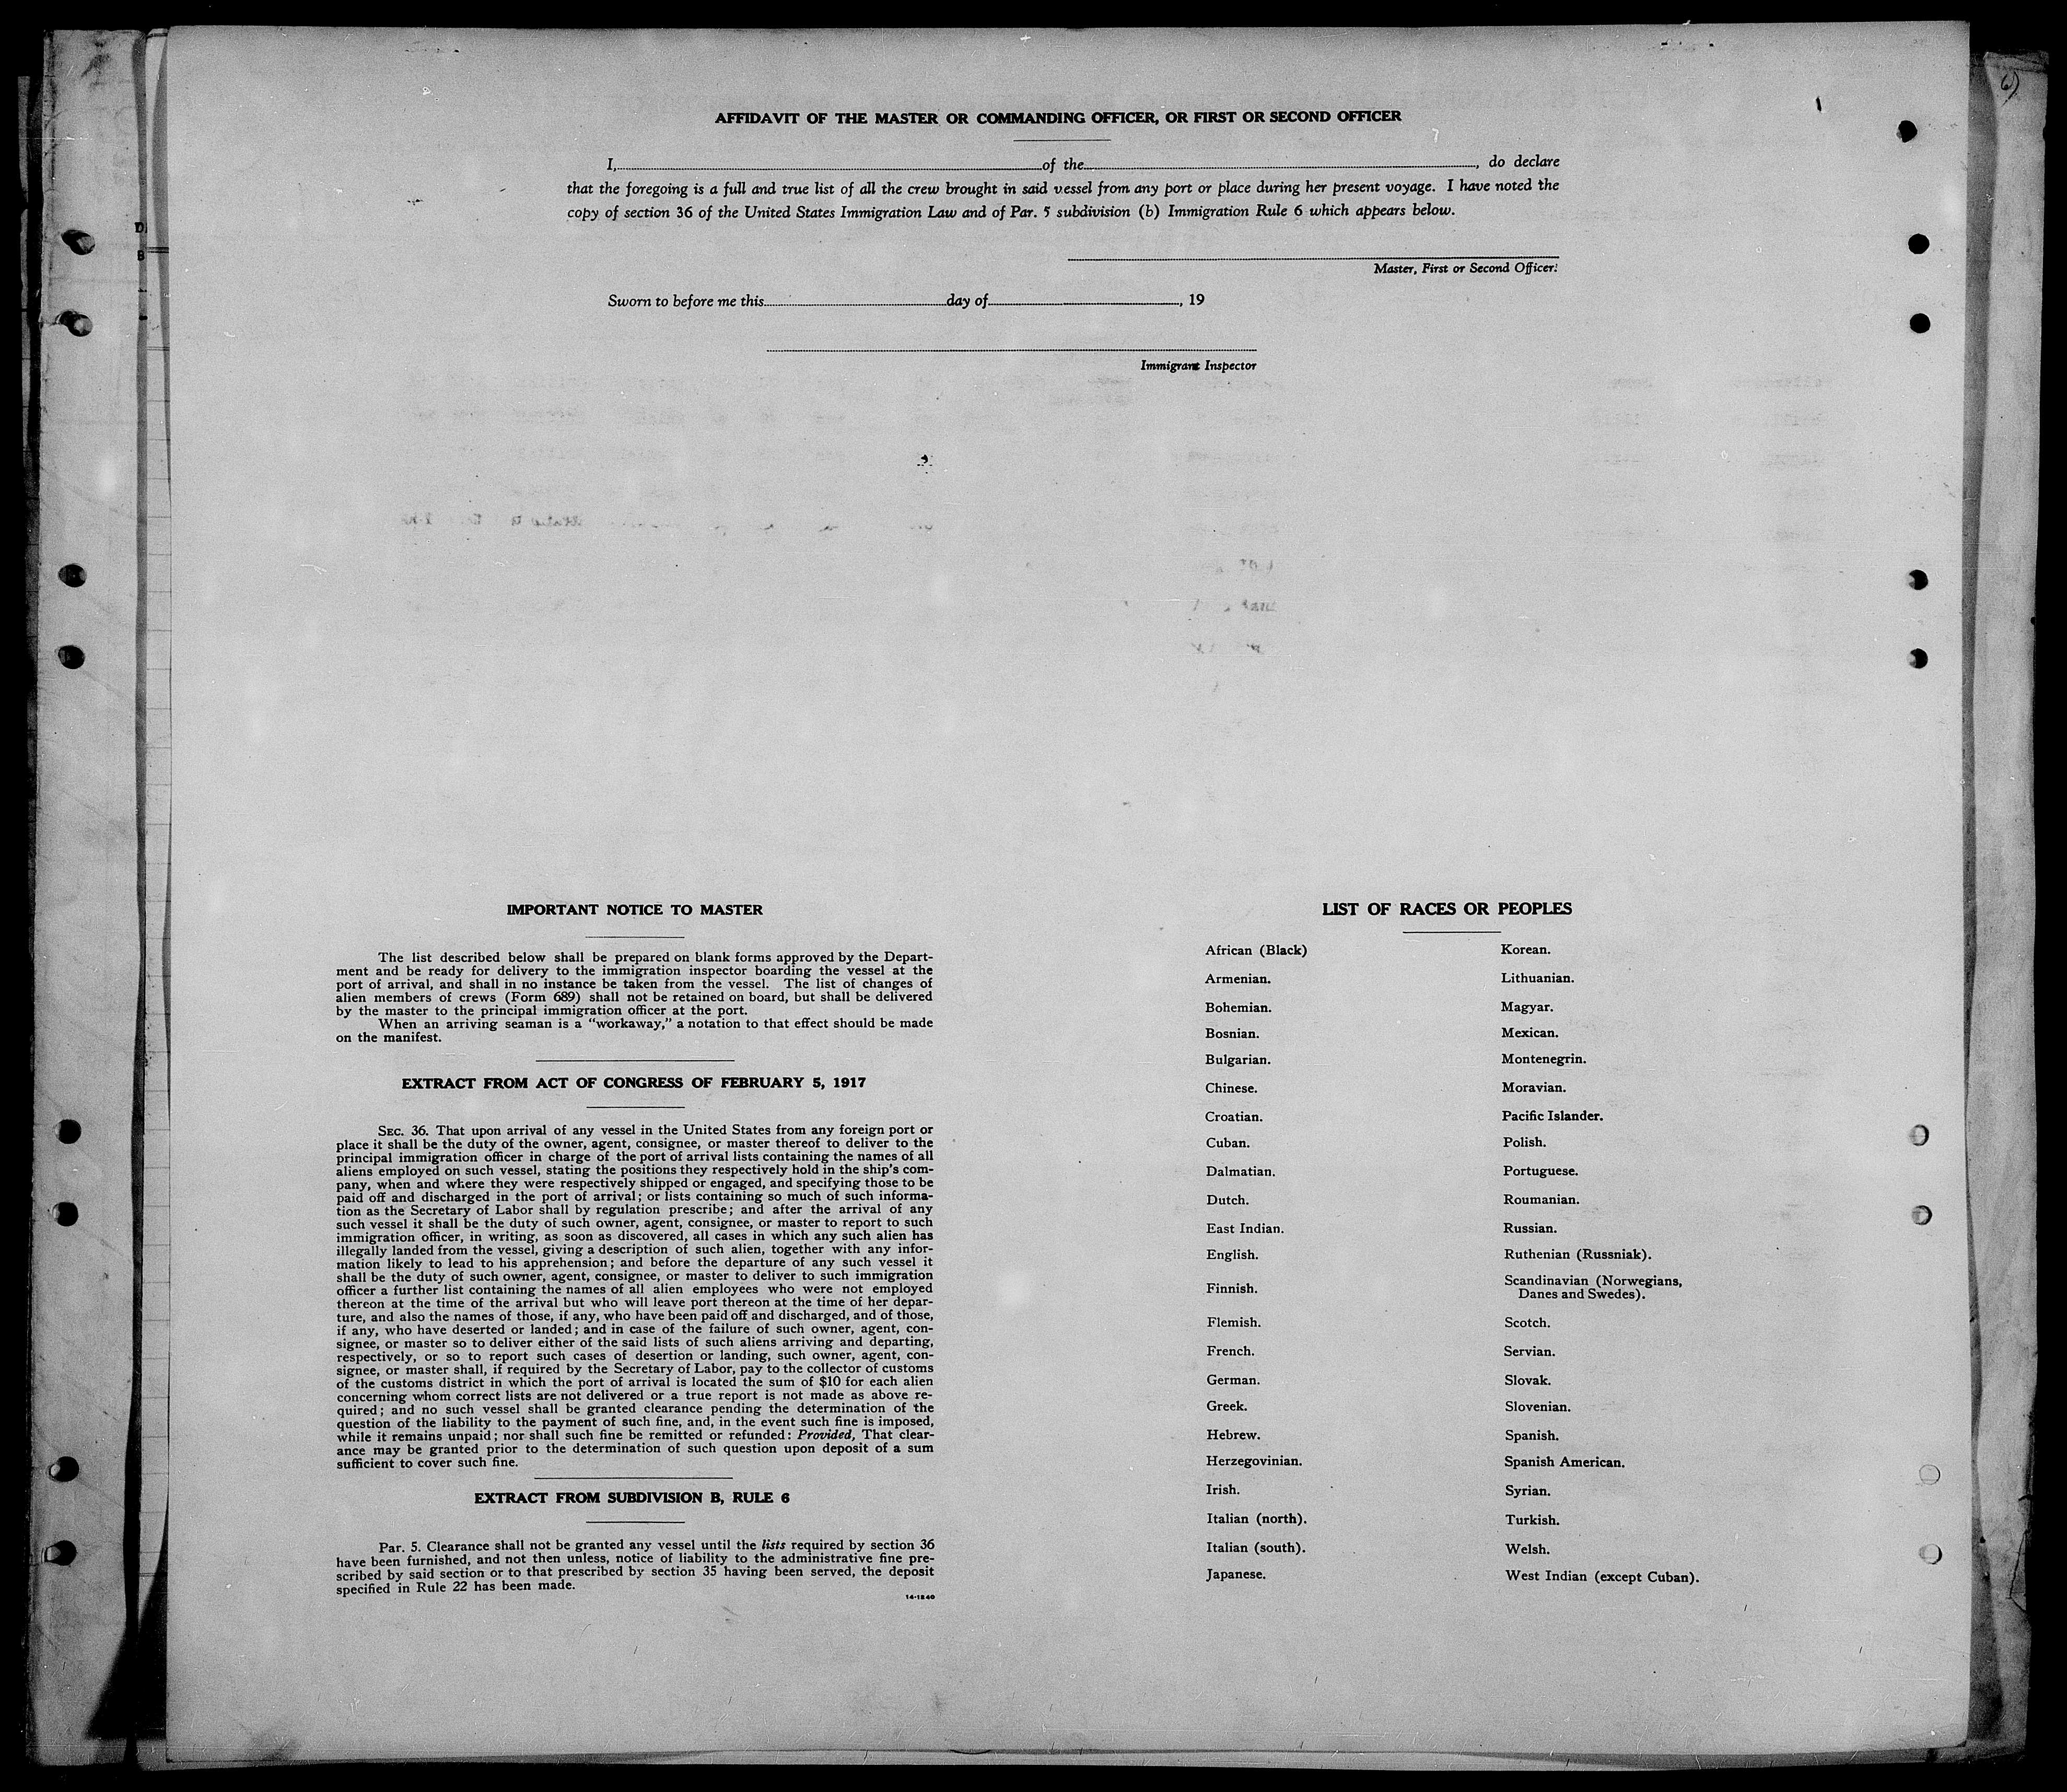 AFFIDAVIT OF THE MASTER OR COMMANDING OFFICER, OR FIRST OR SECOND OFFICER
I, of the , do declare
that the foregoing is a full and true list of all the crew brought in said vessel from any port or place during her present voyage. I have noted the
copy of section 36 of the United States Immigration Law and of Par. 5 subdivision (b) Immigration Rule 6 which appears below.
Master, First or Second Officer.
Sworn to before me this day of , 19
Immigrant Inspector
IMPORTANT NOTICE TO MASTER
The list described below shall be prepared on blank forms approved by the Depart-
ment and be ready for delivery to the immigration inspector boarding the vessel at the
port of arrival, and shall in no instance be taken from the vessel. The list of changes of
alien members of crews (Form 689) shall not be retained on board, but shall be delivered
by the master to the principal immigration officer at the port.
When an arriving seaman is a "workaway," a notation to that effect should be made
on the manifest.
EXTRACT FROM ACT OF CONGRESS OF FEBRUARY 5, 1917
SEC. 36. That upon arrival of any vessel in the United States from any foreign port or
place it shall be the duty of the owner, agent, consignee, or master thereof to deliver to the
principal immigration officer in charge of the port of arrival lists containing the names of all
aliens employed on such vessel, stating the positions they respectively hold in the ship's com-
pany, when and where they were respectively shipped or engaged, and specifying those to be
paid off and discharged in the port of arrival; or lists containing so much of such informa-
tion as the Secretary of Labor shall by regulation prescribe; and after the arrival of any
such vessel it shall be the duty of such owner, agent, consignee, or master to report to such
immigration officer, in writing, as soon as discovered, all cases in which any such alien has
illegally landed from the vessel, giving a description of such alien, together with any infor-
mation likely to lead to his apprehension; and before the departure of any such vessel it
shall be the duty of such owner, agent, consignee, or master to deliver to such immigration
officer a further list containing the names of all alien employees who were not employed
thereon at the time of the arrival but who will leave port thereon at the time of her depar-
ture, and also the names of those, if any, who have been paid off and discharged, and of those,
if any, who have deserted or landed; and in case of the failure of such owner, agent, con-
signee, or master so to deliver either of the said lists of such aliens arriving and departing,
respectively, or so to report such cases of desertion or landing, such owner, agent, con-
signee, or master shall, if required by the Secretary of Labor, pay to the collector of customs
of the customs district in which the port of arrival is located the sum of $10 for each alien
concerning whom correct lists are not delivered or a true report is not made as above re-
quired; and no such vessel shall be granted clearance pending the determination of the
question of the liability to the payment of such fine, and, in the event such fine is imposed,
while it remains unpaid; nor shall such fine be remitted or refunded: Provided, That clear-
ance may be granted prior to the determination of such question upon deposit of a sum
sufficient to cover such fine.
EXTRACT FROM SUBDIVISION B, RULE 6
Par. 5. Clearance shall not be granted any vessel until the lists required by section 36
have been furnished, and not then unless, notice of liability to the administrative fine pre-
scribed by said section or to that prescribed by section 35 having been served, the deposit
specified in Rule 22 has been made.
14-1240
LIST OF RACES OR PEOPLES
African (Black)
Armenian.
Bohemian.
Bosnian.
Bulgarian.
Chinese.
Croatian.
Cuban.
Dalmatian.
Dutch.
East Indian.
English.
Finnish.
Flemish.
French.
German.
Greek.
Hebrew.
Herzegovinian.
Irish.
Italian (north).
Italian (south).
Japanese.
Korean.
Lithuanian.
Magyar.
Mexican.
Montenegrin.
Moravian.
Pacific Islander.
Polish.
Portuguese.
Roumanian.
Russian.
Ruthenian (Russniak).
Scandinavian (Norwegians,
Danes and Swedes).
Scotch.
Servian.
Slovak.
Slovenian.
Spanish.
Spanish American.
Syrian.
Turkish.
Welsh.
West Indian (except Cuban).